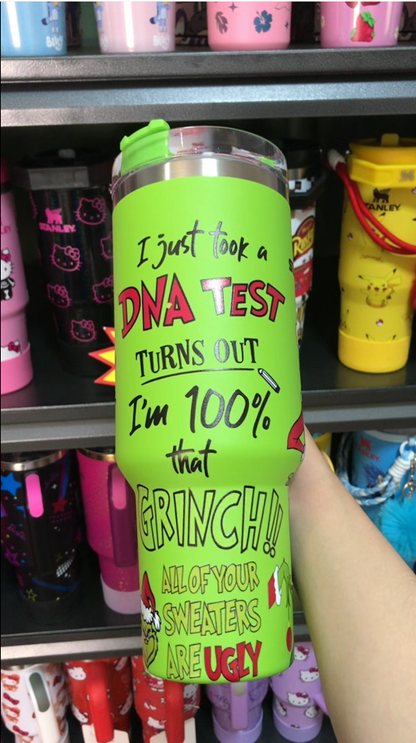 I just took a
DNA TEST
TURNS OUT
I'm 100%
that
GRINCH!!
ALL OF YOUR
SWEATERS
ARE UGLY
STANLEY
STANLEY